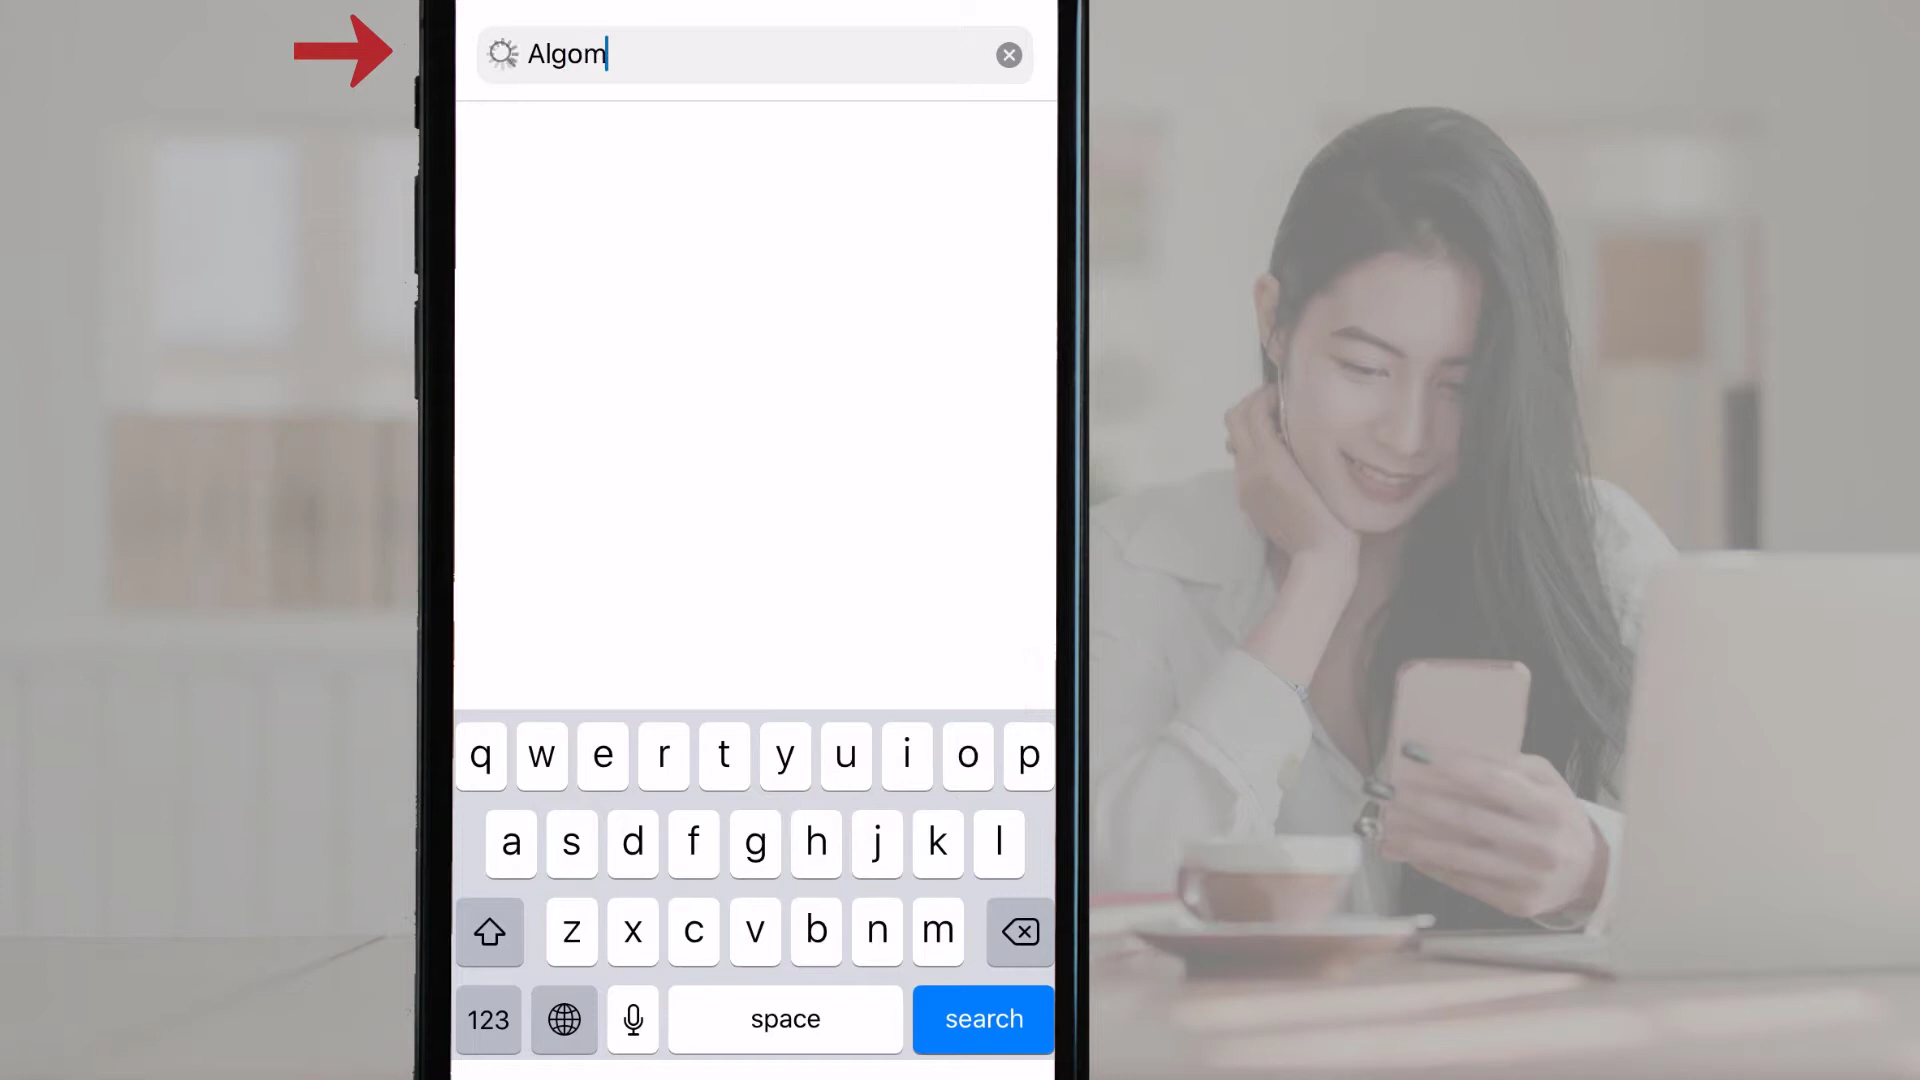 Algom
q w e r t y u i o p
a s d f g h j k l
z x c v b n m
123 space search